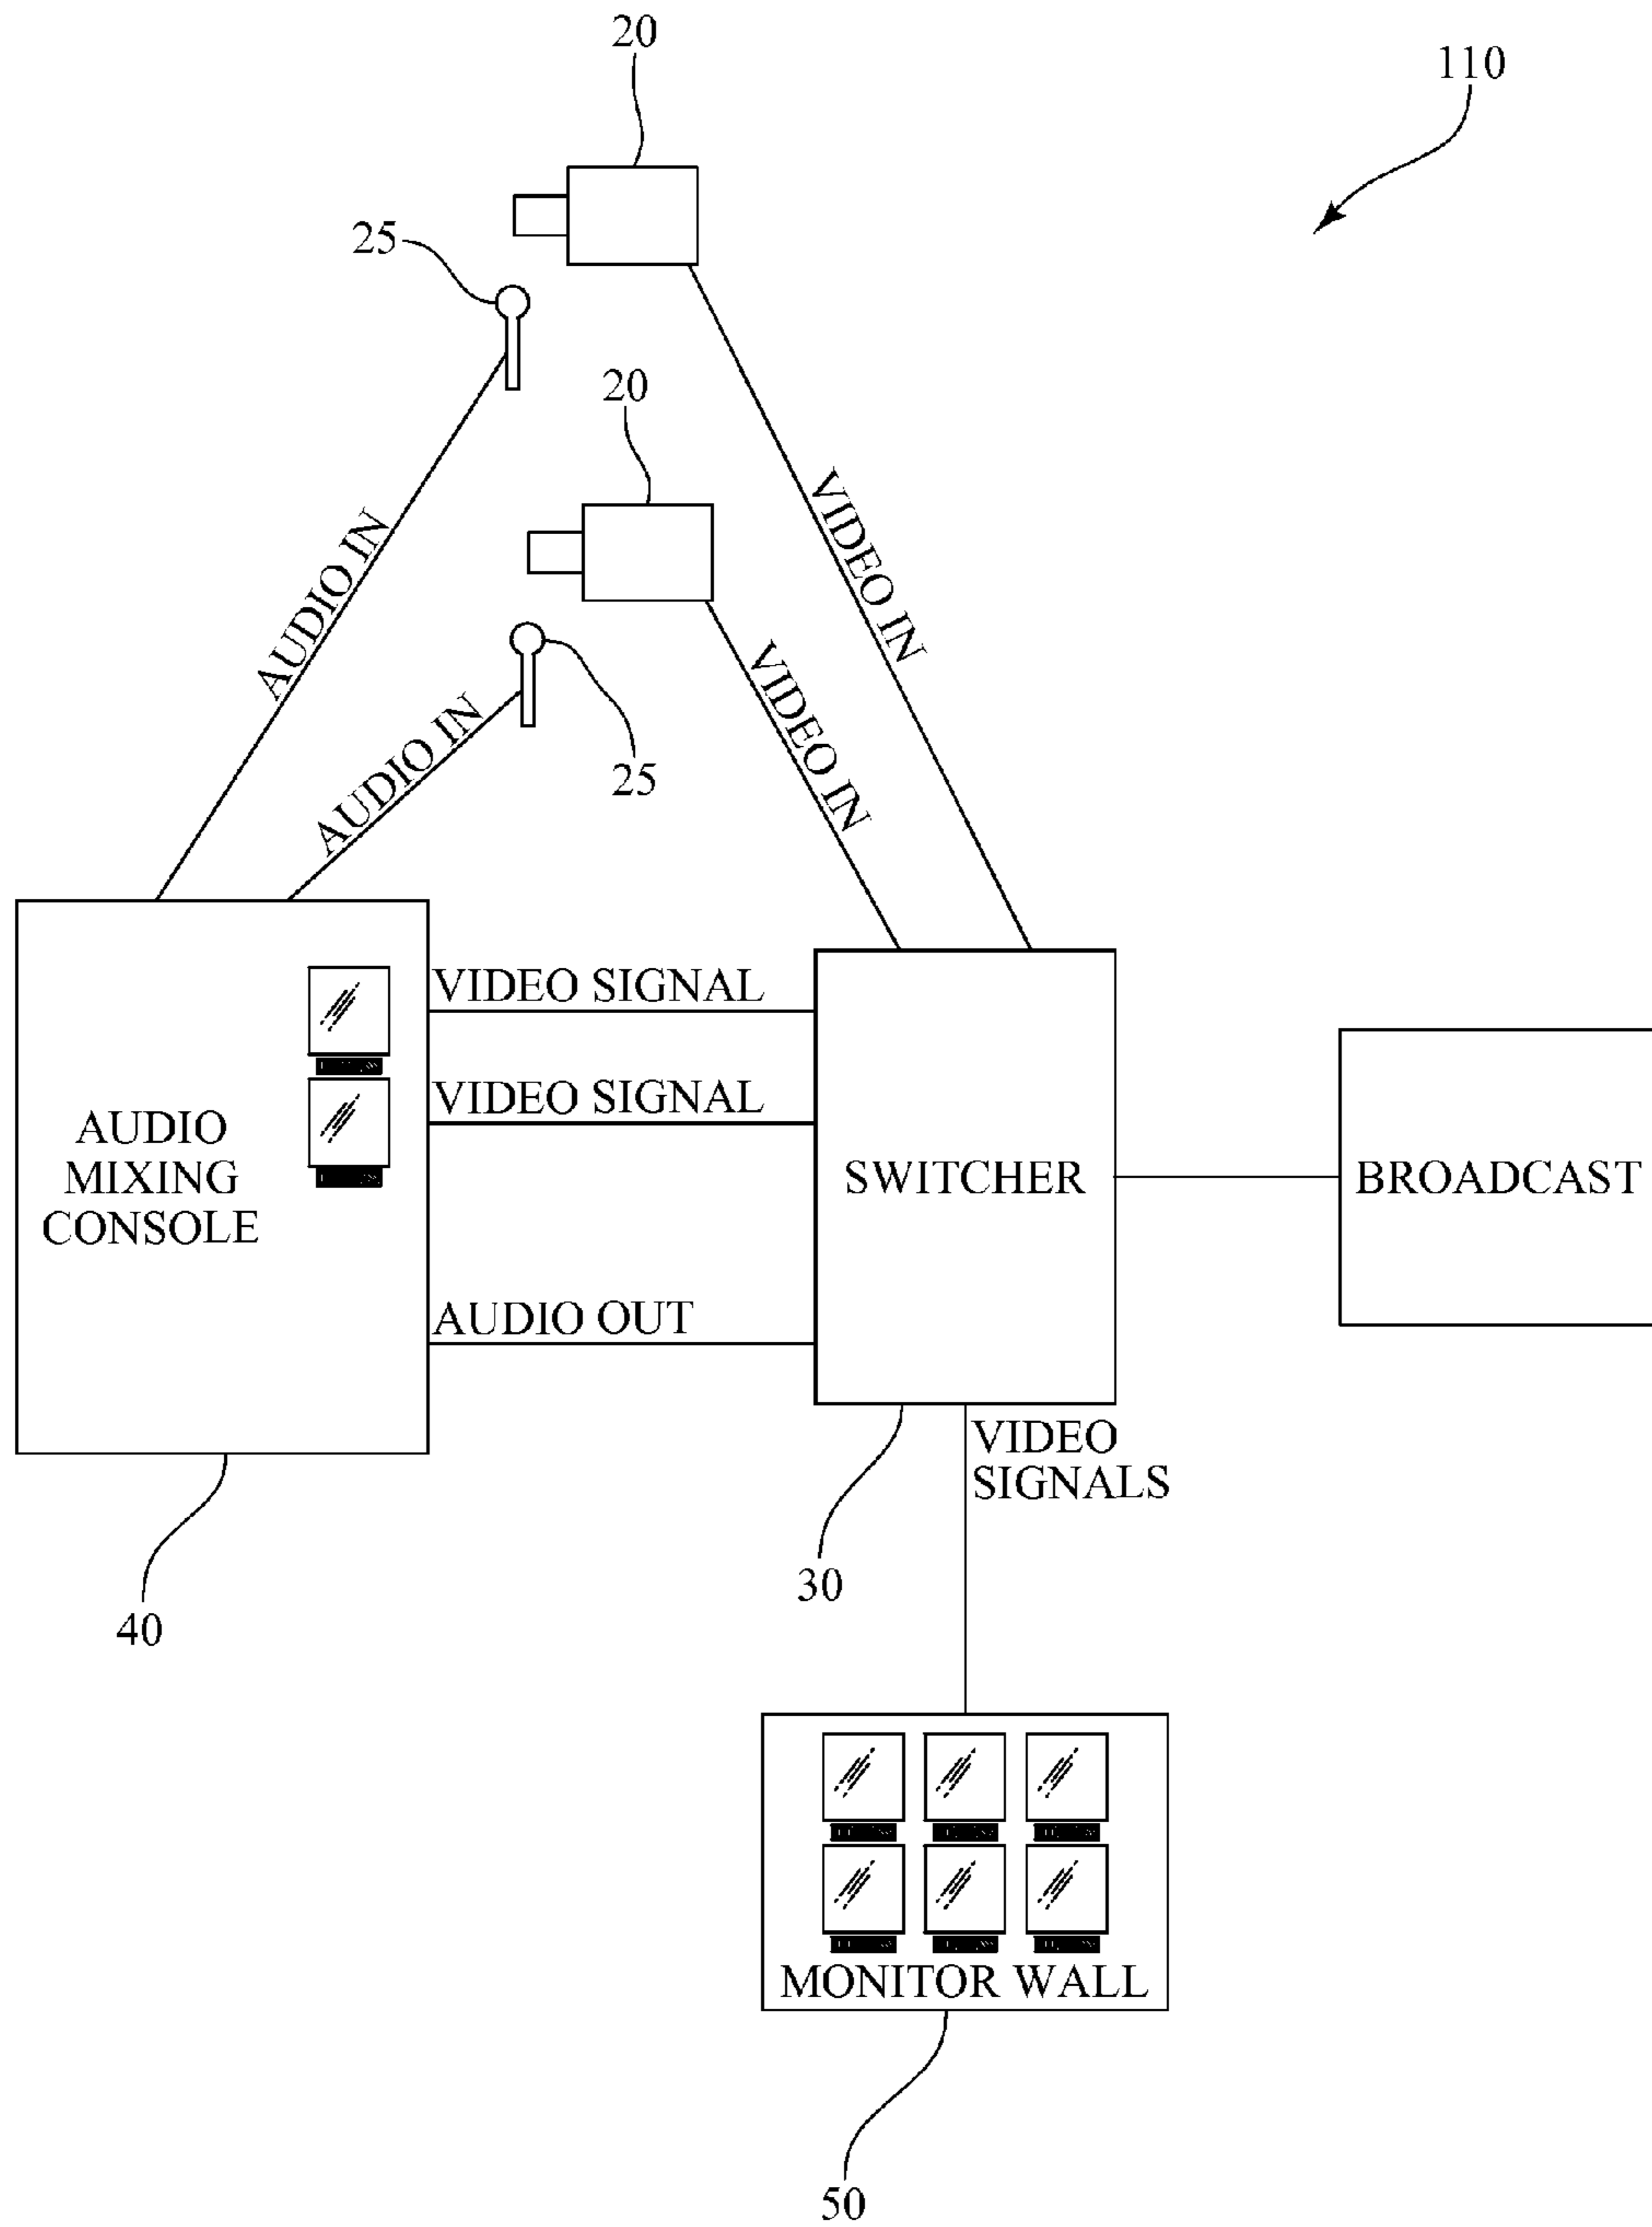 20
110
25
20
VIDEO IN
AUDIO IN
VIDEO IN
AUDIO IN
25
VIDEO SIGNAL
VIDEO SIGNAL
AUDIO
MIXING
CONSOLE
SWITCHER
BROADCAST
AUDIO OUT
VIDEO
SIGNALS
30
40
MONITOR WALL
50